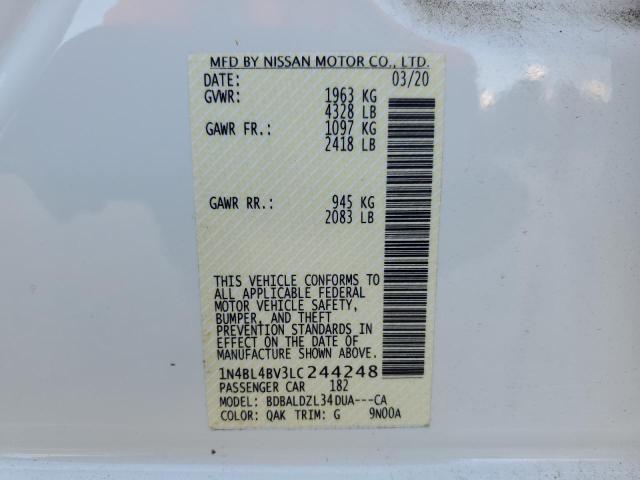 MFD BY NISSAN MOTOR CO., LTD.
DATE: 03/20
GVWR: 1963 KG
4328 LB
GAWR FR.: 1097 KG
2418 LB
GAWR RR.: 945 KG
2083 LB
THIS VEHICLE CONFORMS TO
ALL APPLICABLE FEDERAL
MOTOR VEHICLE SAFETY,
BUMPER, AND THEFT
PREVENTION STANDARDS IN
EFFECT ON THE DATE OF
MANUFACTURE SHOWN ABOVE.
1N4BL4BV3LC244248
PASSENGER CAR 182
MODEL: BDBALDZL34DUA---CA
COLOR: QAK TRIM: G 9N00A